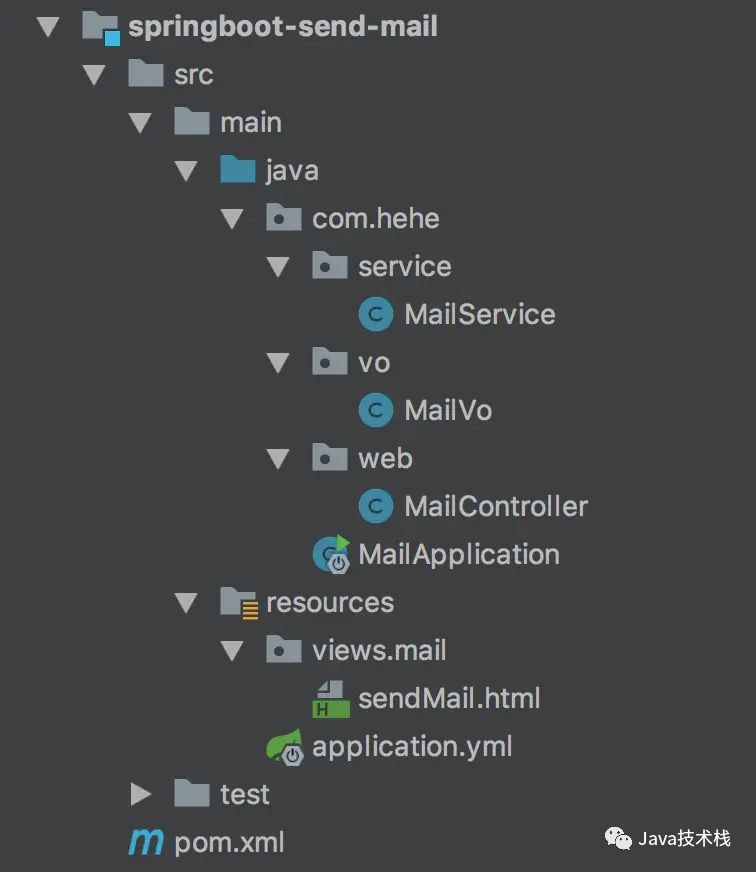 springboot-send-mail
src
main
java
com.hehe
service
C MailService
vo
C MailVo
web
C MailController
C MailApplication
resources
views.mail
H sendMail.html
application.yml
test
m pom.xml
Java技术栈